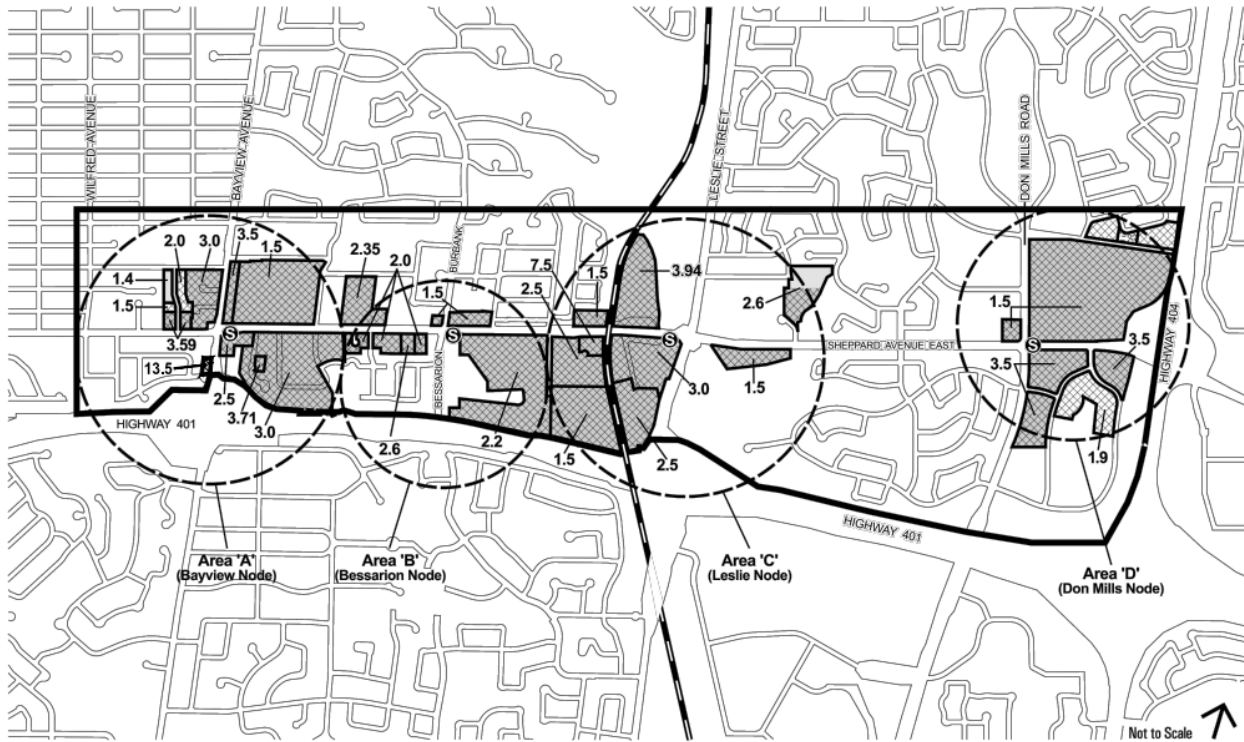 WILFRED AVENUE
BAYVIEW AVENUE
BURBANK
LESLIE STREET
DON MILLS ROAD
2.0
3.0
3.5
1.5
2.35
2.0
7.5
1.5
3.94
1.4
1.5
2.5
2.6
1.5
1.5
3.59
S
S
S
SHEPPARD AVENUE EAST
S
3.5
3.5
HIGHWAY 404
13.5
2.5
3.71
3.0
BESSARION
2.6
2.2
1.5
3.0
2.5
1.5
1.9
HIGHWAY 401
HIGHWAY 401
Area 'A'
(Bayview Node)
Area 'B'
(Bessarion Node)
Area 'C'
(Leslie Node)
Area 'D'
(Don Mills Node)
Not to Scale